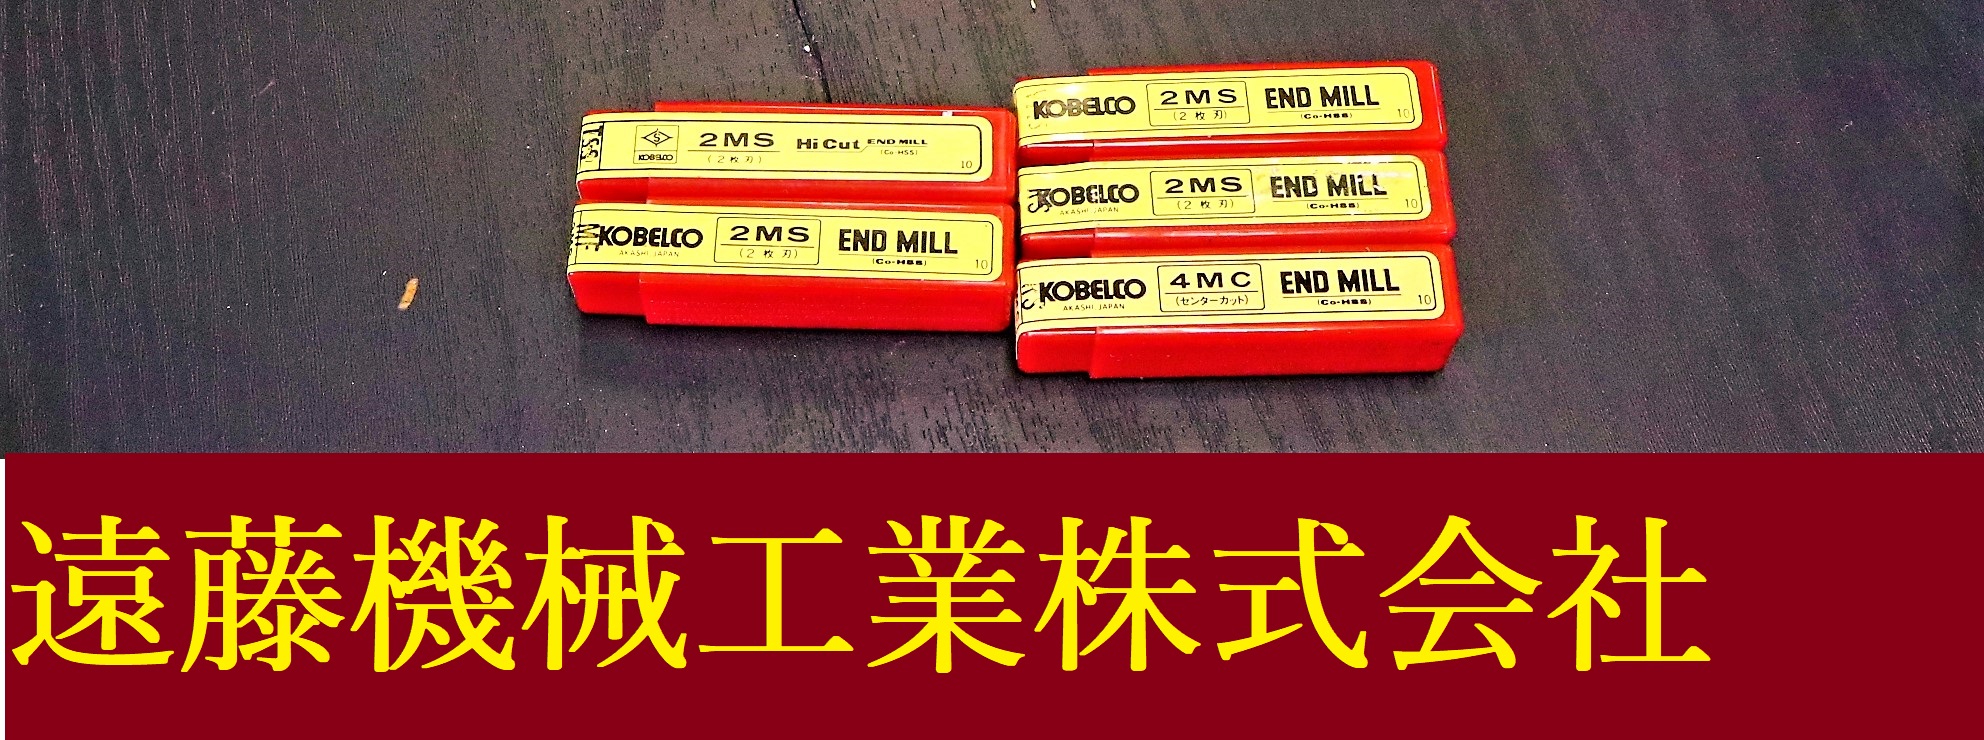 2MS
(2枚刃)
Hi Cut END MILL
(Co-HSS)
10
KOBELCO
KOBELCO
AKASHI JAPAN
2MS
(2枚刃)
END MILL
(Co-HSS)
10
KOBELCO
2MS
(2枚刃)
END MILL
(Co-HSS)
10
KOBELCO
AKASHI JAPAN
2MS
(2枚刃)
END MILL
(Co-HSS)
10
KOBELCO
AKASHI JAPAN
4MC
(センターカット)
END MILL
(Co-HSS)
10
遠藤機械工業株式会社